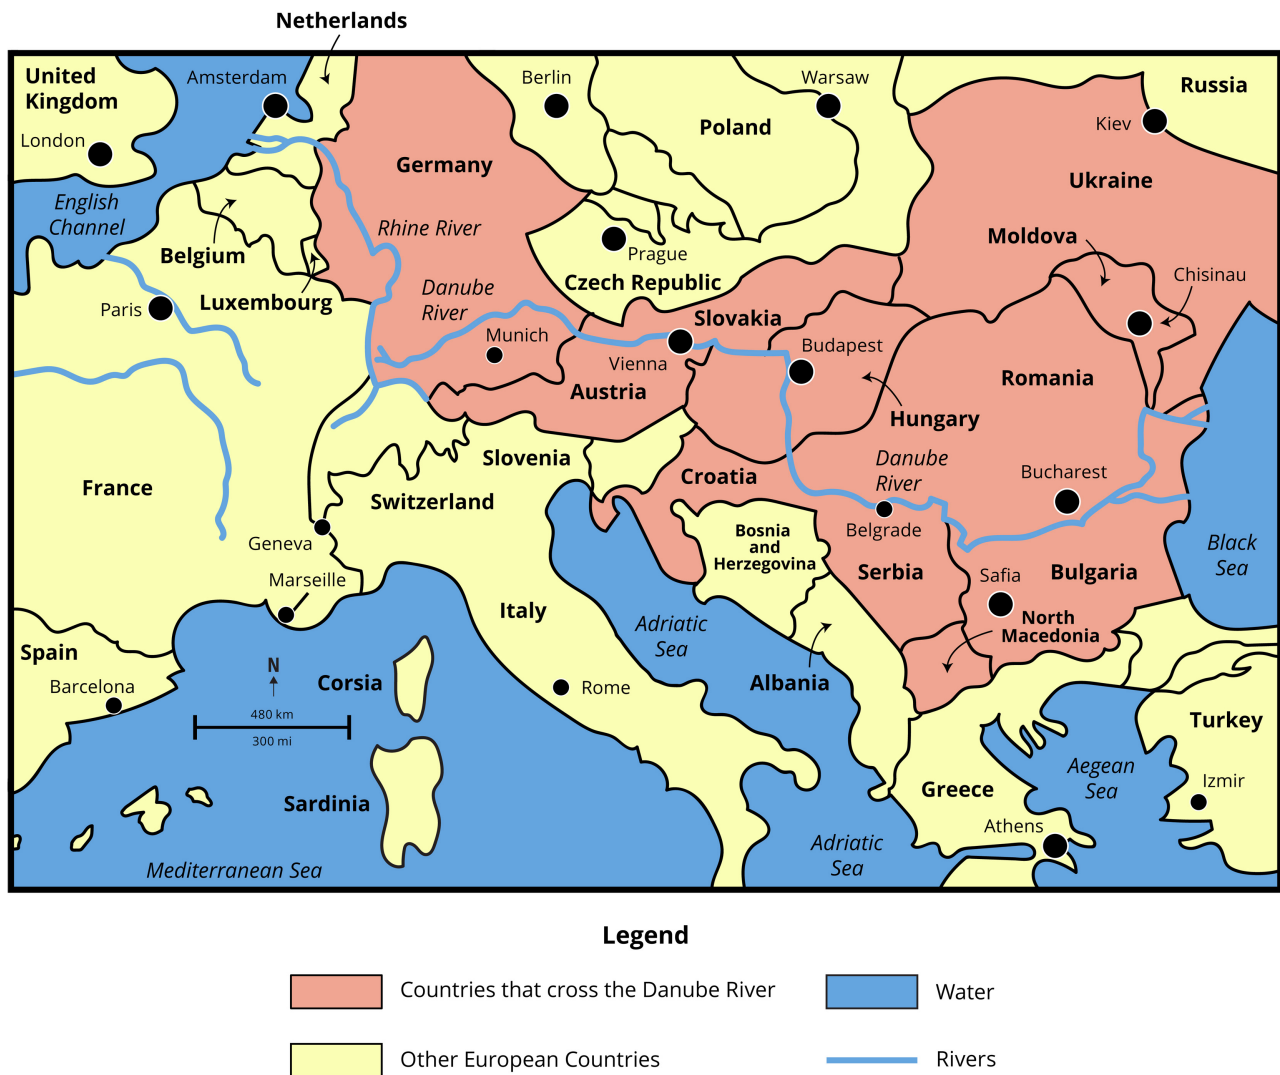 Netherlands
United
Kingdom
Amsterdam
Berlin
Warsaw
Russia
London
Poland
Kiev
Germany
Ukraine
English
Channel
Belgium
Rhine River
Prague
Moldova
Chisinau
Luxembourg
Czech Republic
Paris
Danube
River
Slovakia
Munich
Vienna
Budapest
Austria
Romania
Hungary
Slovenia
Croatia
Danube
River
Bucharest
France
Switzerland
Belgrade
Bosnia
and
Herzegovina
Geneva
Serbia
Safia
Bulgaria
Black
Sea
Marseille
Italy
Adriatic
Sea
North
Macedonia
Spain
N
Corsia
Rome
Albania
Barcelona
480 km
300 mi
Turkey
Sardinia
Greece
Aegean
Sea
Izmir
Athens
Mediterranean Sea
Adriatic
Sea
Legend
Countries that cross the Danube River
Water
Other European Countries
Rivers